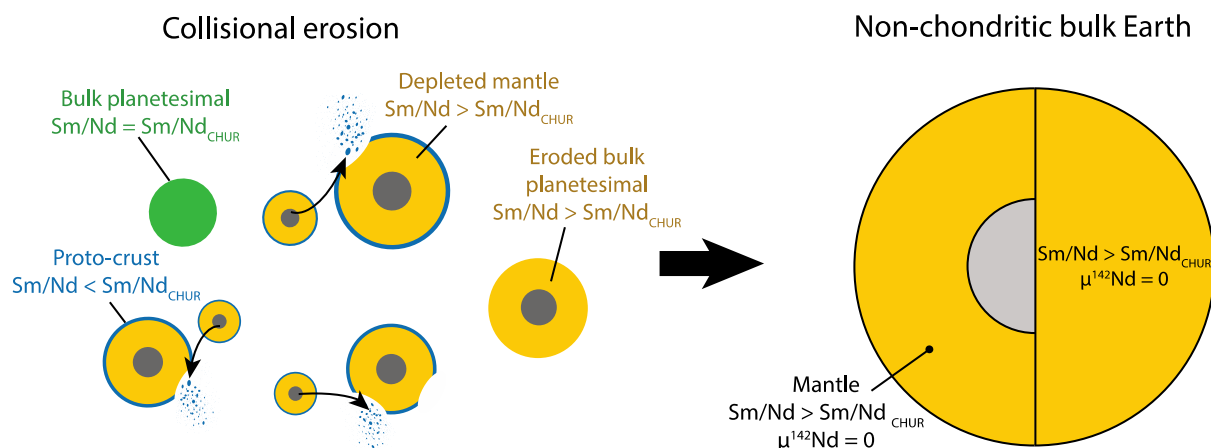 Collisional erosion
Non-chondritic bulk Earth
Bulk planetesimal
Sm/Nd = Sm/Nd_CHUR
Depleted mantle
Sm/Nd > Sm/Nd_CHUR
Eroded bulk
planetesimal
Sm/Nd > Sm/Nd_CHUR
Proto-crust
Sm/Nd < Sm/Nd_CHUR
Sm/Nd > Sm/Nd_CHUR
μ¹⁴²Nd = 0
Mantle
Sm/Nd > Sm/Nd_CHUR
μ¹⁴²Nd = 0